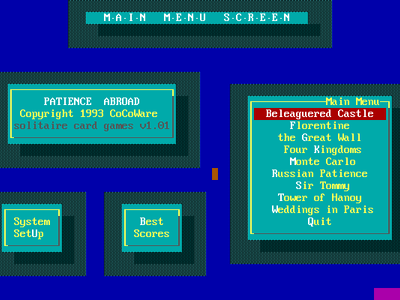 M·A·I·N M·E·N·U S·C·R·E·E·N
PATIENCE ABROAD
Copyright 1993 CoCoWare
solitaire card games v1.01
Main Menu
Beleaguered Castle
Florentine
the Great Wall
Four Kingdoms
Monte Carlo
Russian Patience
Sir Tommy
Tower of Hanoy
Weddings in Paris
Quit
System
SetUp
Best
Scores